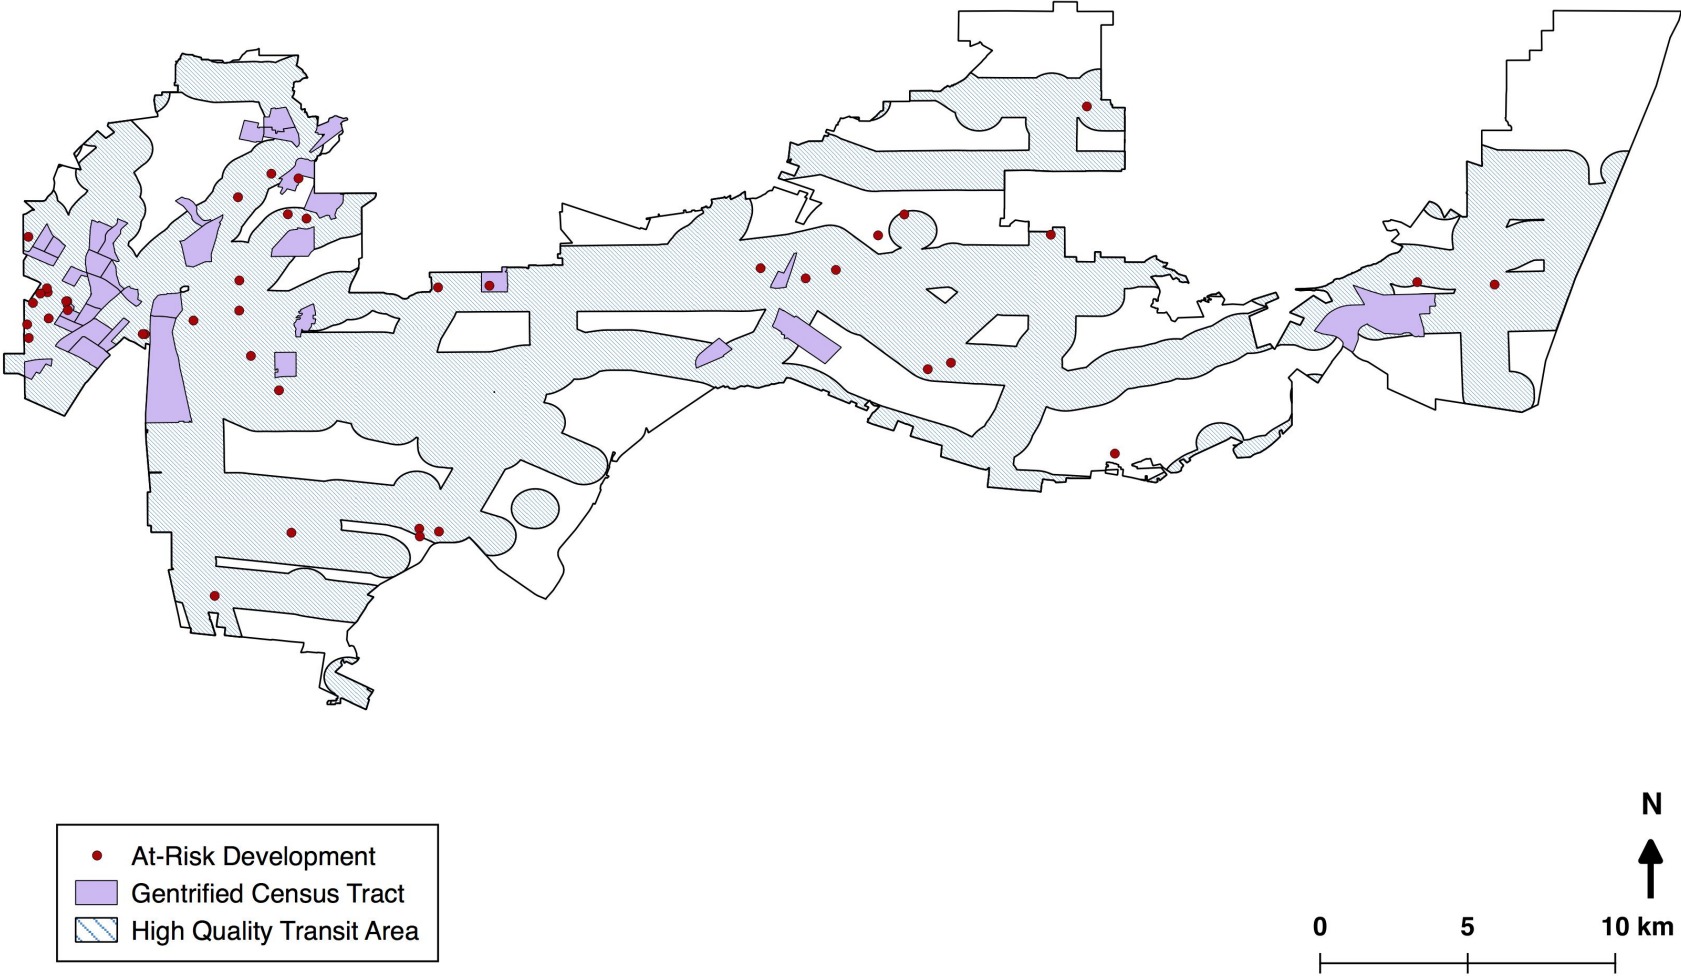 N
0 5 10 km
At-Risk Development
Gentrified Census Tract
High Quality Transit Area